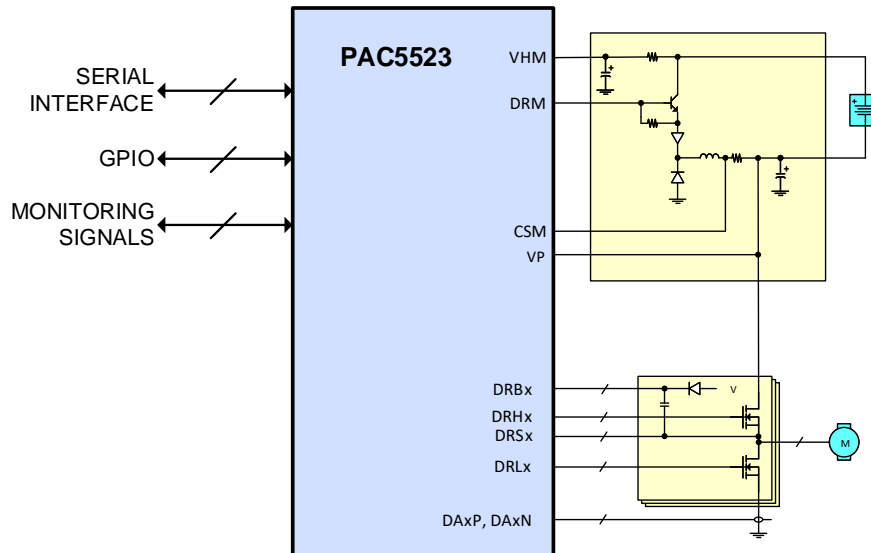 PAC5523
SERIAL
INTERFACE
GPIO
MONITORING
SIGNALS
VHM
DRM
CSM
VP
DRBx
DRHx
DRSx
DRLx
DAxP, DAxN
V
M